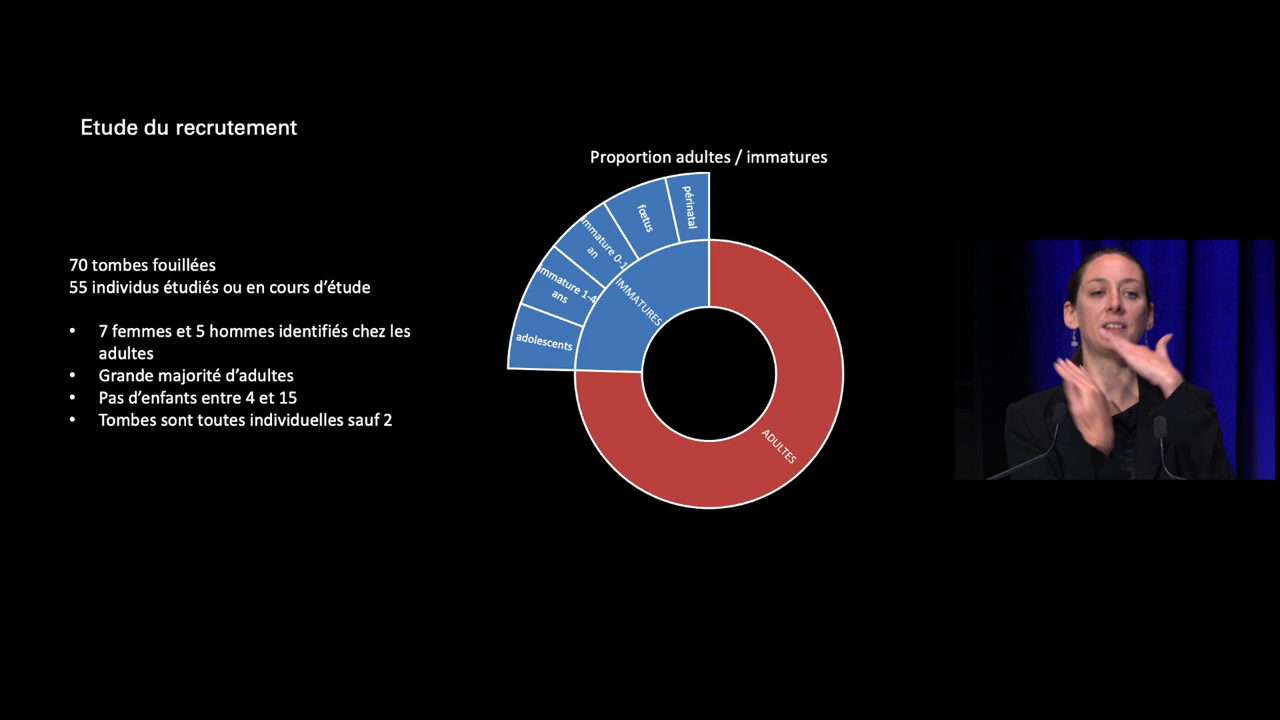 Etude du recrutement
Proportion adultes / immatures
70 tombes fouillées
55 individus étudiés ou en cours d'étude
• 7 femmes et 5 hommes identifiés chez les
adultes
• Grande majorité d'adultes
• Pas d'enfants entre 4 et 15
• Tombes sont toutes individuelles sauf 2
périnatal
fœtus
immature 0-1
an
immature 1-4
ans
adolescents
IMMATURES
ADULTES